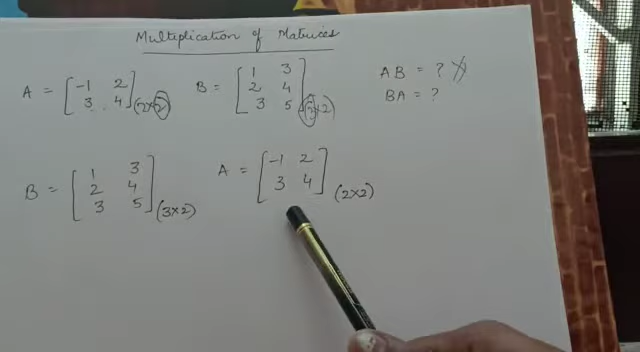 Multiplication of Matrices
A = [-1 2
3 4] (2×2) B = [1 3
2 4
3 5] (3×2) AB = ?
BA = ?
B = [1 3
2 4
3 5] (3×2) A = [-1 2
3 4] (2×2)